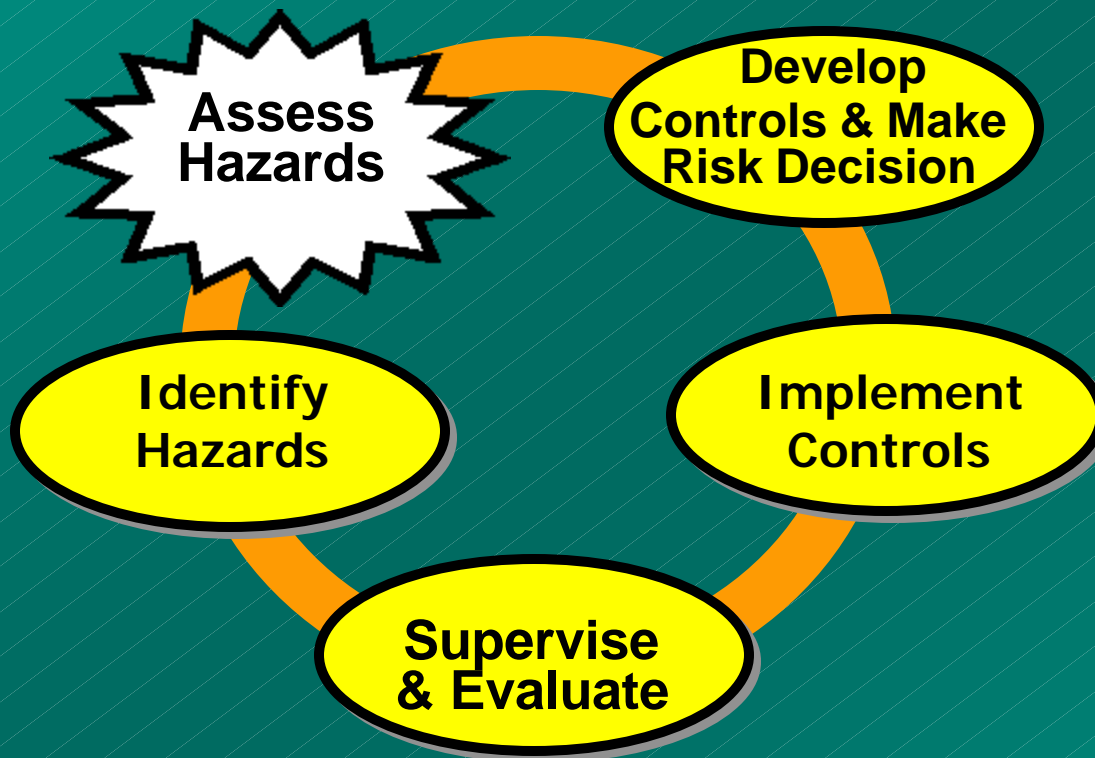 Assess
Hazards
Develop
Controls & Make
Risk Decision
Identify
Hazards
Implement
Controls
Supervise
& Evaluate